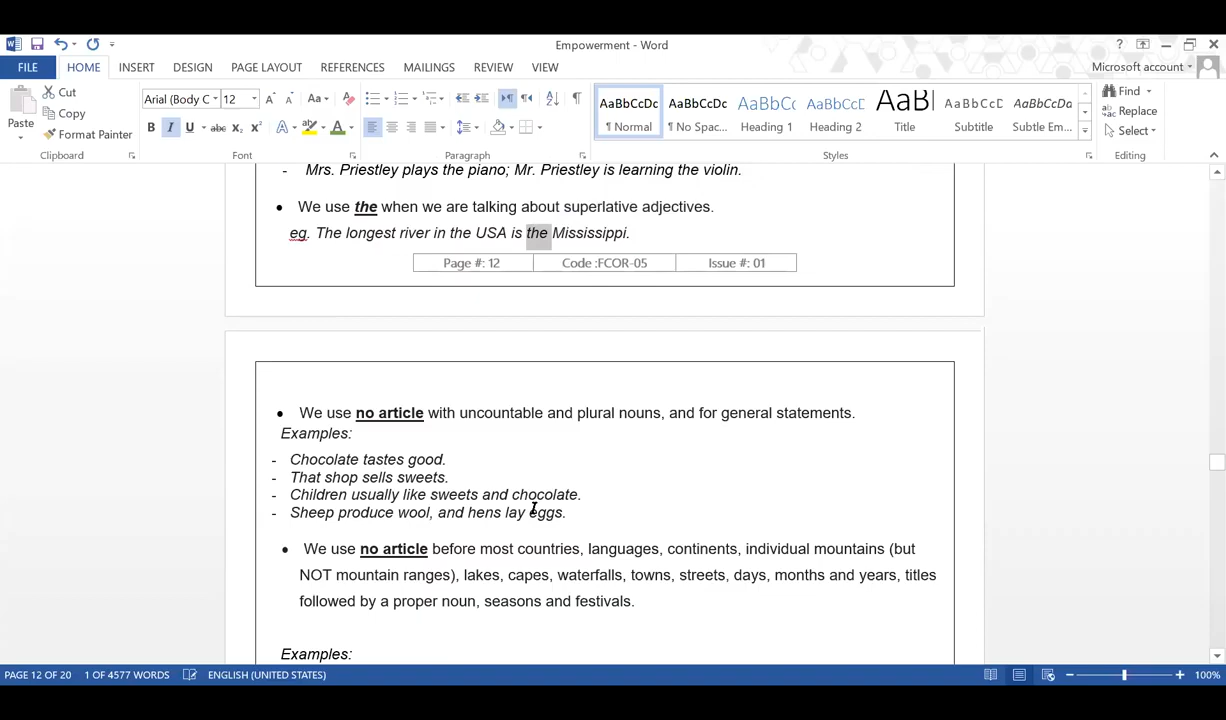 Empowerment - Word
FILE HOME INSERT DESIGN PAGE LAYOUT REFERENCES MAILINGS REVIEW VIEW Microsoft account
Paste
Cut
Copy
Format Painter
Clipboard
Arial (Body C 12
Font
Paragraph
AaBbCcDc AaBbCcDc AaBbCc AaBbCcD AaB AaBbCcD AaBbCcDc
¶ Normal ¶ No Spac... Heading 1 Heading 2 Title Subtitle Subtle Em...
Styles
Find
Replace
Select
Editing
- Mrs. Priestley plays the piano; Mr. Priestley is learning the violin.
• We use the when we are talking about superlative adjectives.
eg. The longest river in the USA is the Mississippi.
Page #: 12 Code :FCOR-05 Issue #: 01
• We use no article with uncountable and plural nouns, and for general statements.
Examples:
- Chocolate tastes good.
- That shop sells sweets.
- Children usually like sweets and chocolate.
- Sheep produce wool, and hens lay eggs.
• We use no article before most countries, languages, continents, individual mountains (but
NOT mountain ranges), lakes, capes, waterfalls, towns, streets, days, months and years, titles
followed by a proper noun, seasons and festivals.
Examples:
PAGE 12 OF 20 1 OF 4577 WORDS ENGLISH (UNITED STATES) 100%